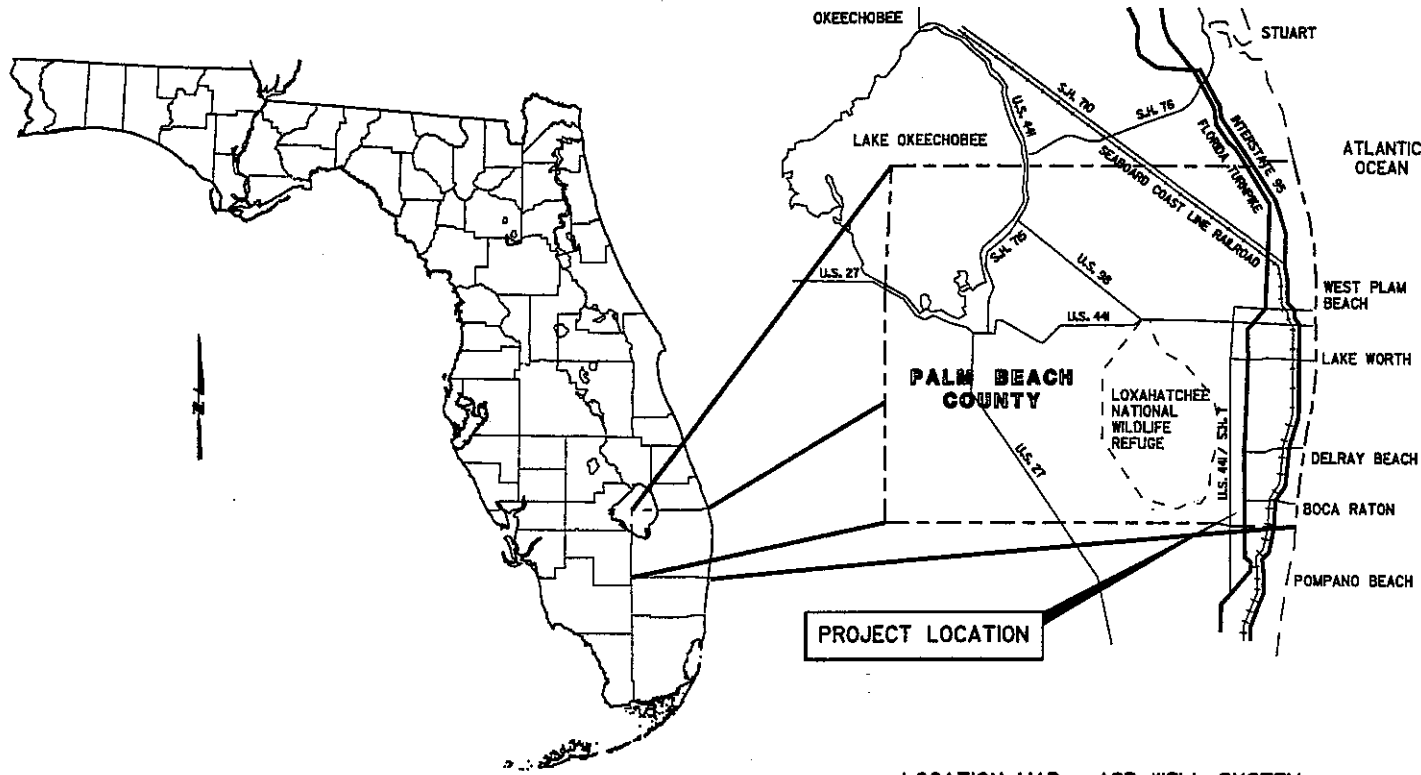 OKEECHOBEE
STUART
S.H. 710
U.S. 441
S.H. 76
LAKE OKEECHOBEE
INTERSTATE 95
FLORIDA TURNPIKE
ATLANTIC
OCEAN
SEABOARD COAST LINE RAILROAD
S.H. 715
U.S. 98
U.S. 27
WEST PLAM
BEACH
U.S. 441
LAKE WORTH
PALM BEACH
COUNTY
LOXAHATCHEE
NATIONAL
WILDLIFE
REFUGE
U.S. 441/ S.H. 7
U.S. 27
DELRAY BEACH
BOCA RATON
POMPANO BEACH
PROJECT LOCATION
N